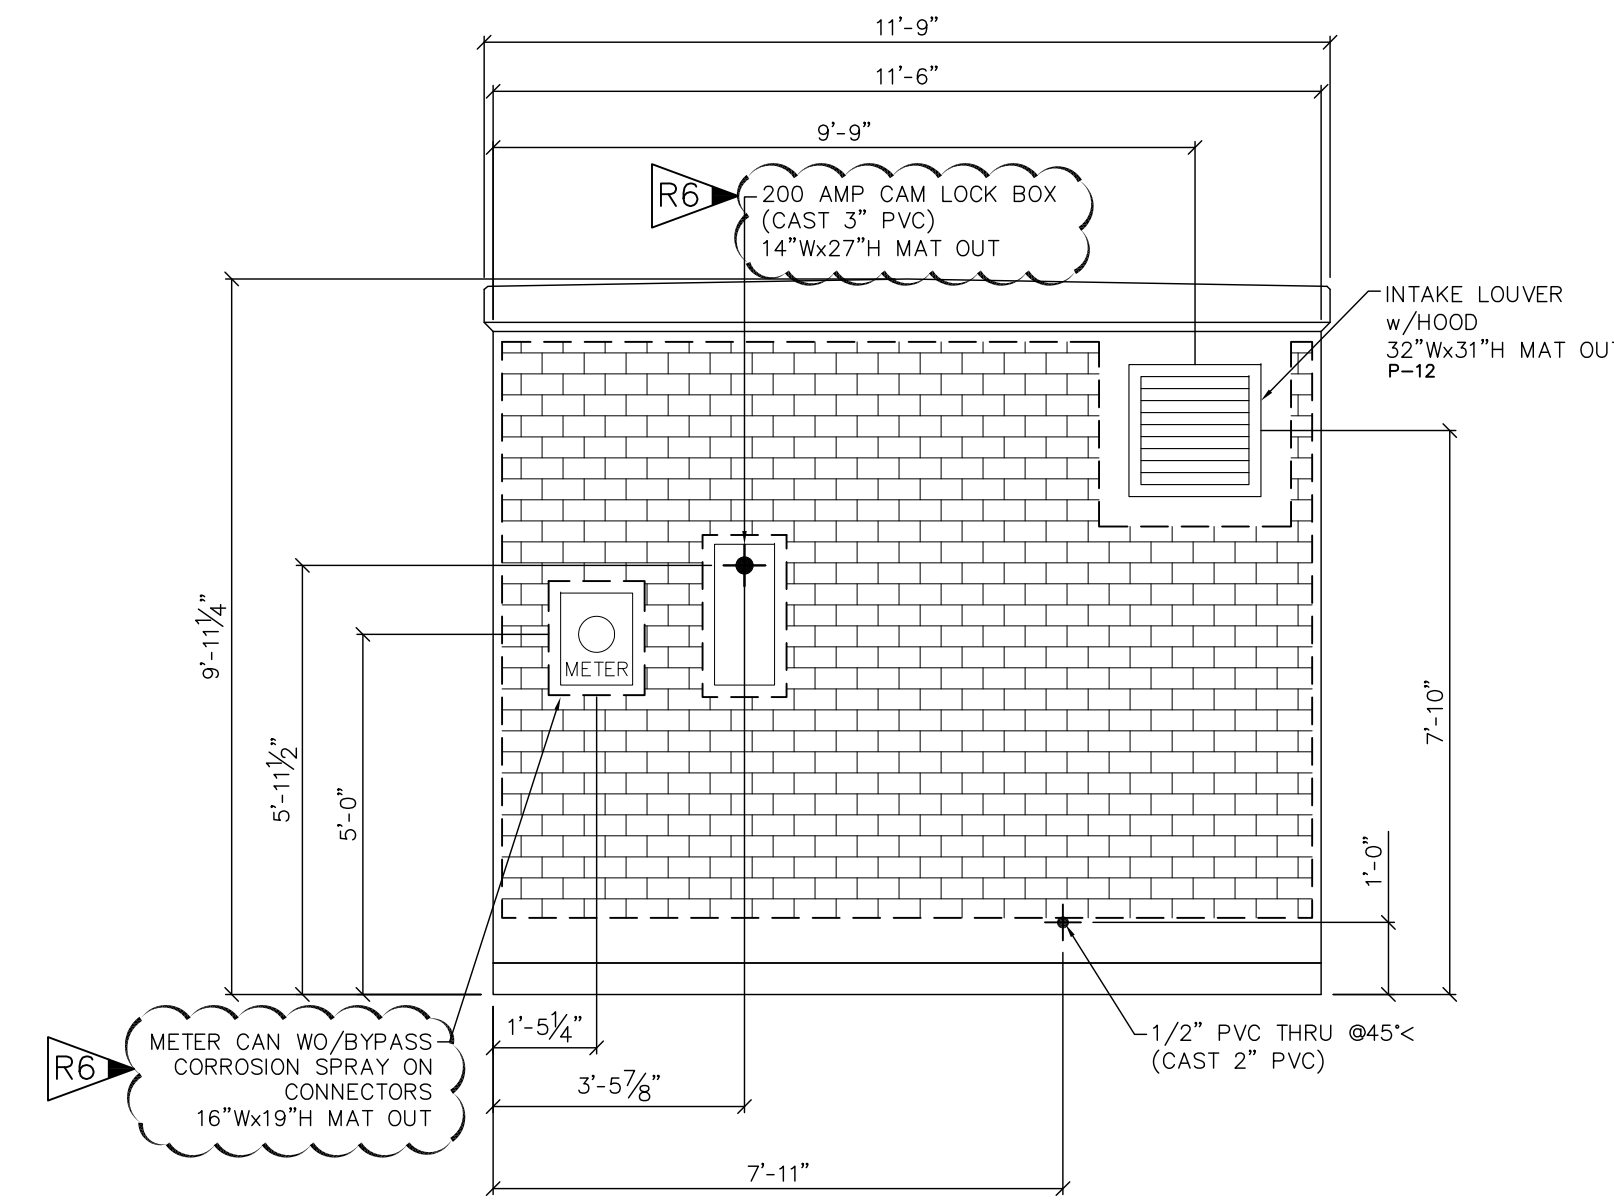 11'-9"
11'-6"
9'-9"
R6
200 AMP CAM LOCK BOX
(CAST 3" PVC)
14"Wx27"H MAT OUT
INTAKE LOUVER
w/HOOD
32"Wx31"H MAT OUT
P-12
9'-11¼"
5'-11½"
5'-0"
METER
7'-10"
1'-0"
R6
METER CAN WO/BYPASS
CORROSION SPRAY ON
CONNECTORS
16"Wx19"H MAT OUT
1'-5¼"
3'-5⅞"
7'-11"
1/2" PVC THRU @45°<
(CAST 2" PVC)